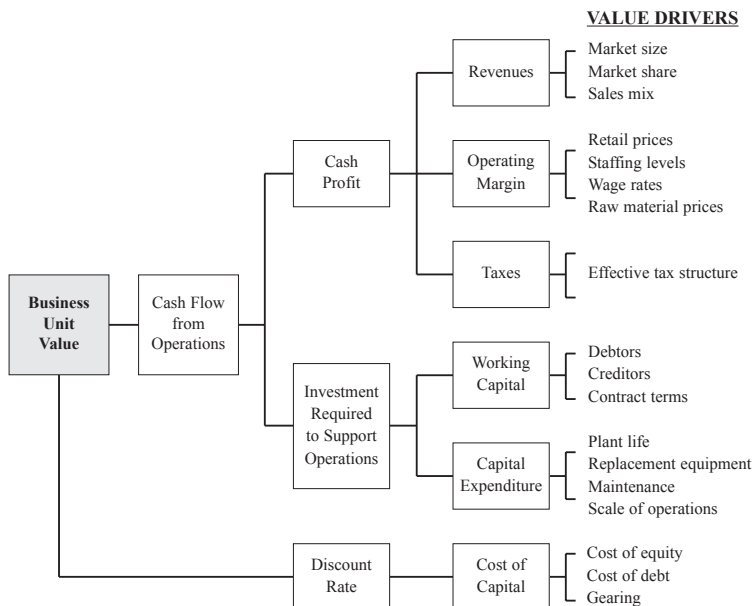 VALUE DRIVERS
Revenues
Market size
Market share
Sales mix
Cash
Profit
Operating
Margin
Retail prices
Staffing levels
Wage rates
Raw material prices
Taxes
Effective tax structure
Business
Unit
Value
Cash Flow
from
Operations
Investment
Required
to Support
Operations
Working
Capital
Debtors
Creditors
Contract terms
Capital
Expenditure
Plant life
Replacement equipment
Maintenance
Scale of operations
Discount
Rate
Cost of
Capital
Cost of equity
Cost of debt
Gearing